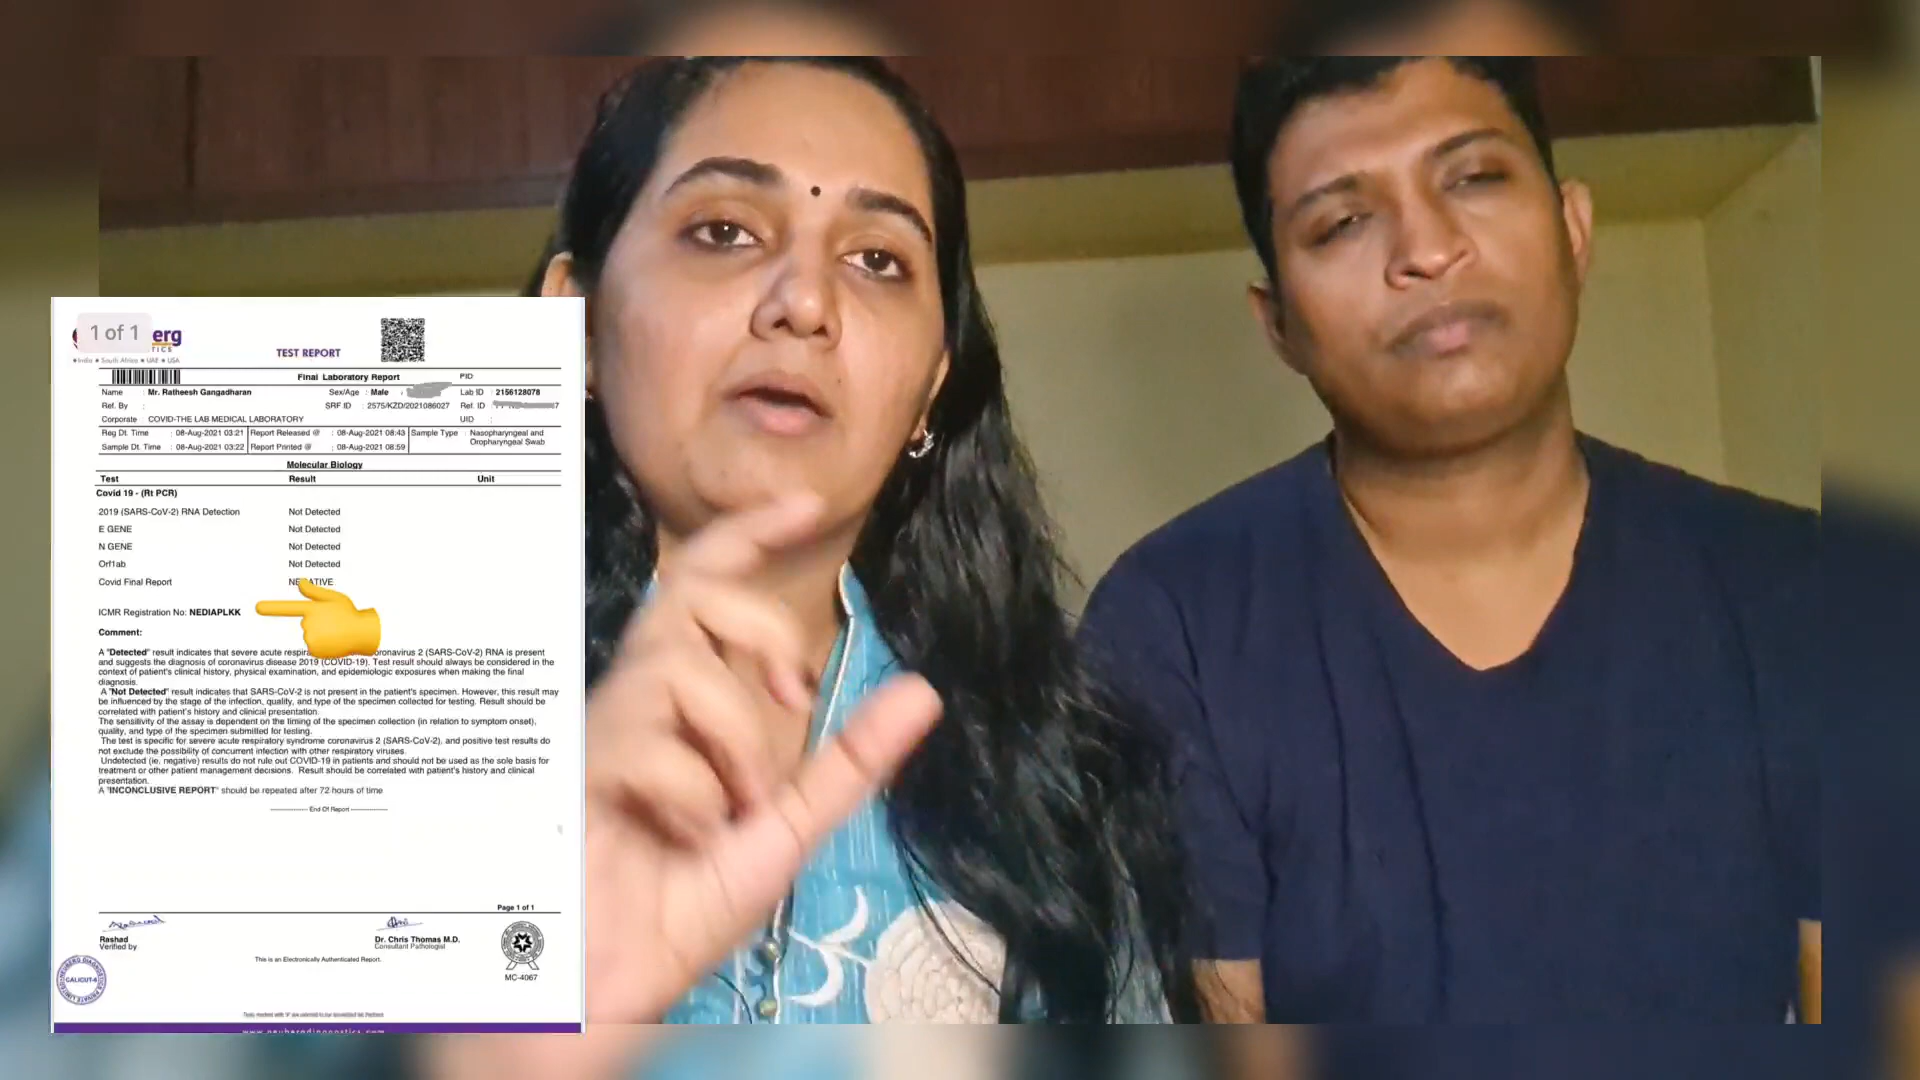 1 of 1
erg
TICS
India ● South Africa ● UAE ● USA
TEST REPORT
Final Laboratory Report PID
Name : Mr. Ratheesh Gangadharan Sex/Age : Male Lab ID : 2156128078
Ref. By : SRF ID : 2575/KZD/2021086027 Ref. ID :
Corporate COVID-THE LAB MEDICAL LABORATORY UID :
Reg Dt. Time : 08-Aug-2021 03:21 Report Released @ : 08-Aug-2021 08:43 Sample Type : Nasopharyngeal and
Oropharyngeal Swab
Sample Dt. Time : 08-Aug-2021 03:22 Report Printed @ : 08-Aug-2021 08:59
Molecular Biology
Test Result Unit
Covid 19 - (Rt PCR)
2019 (SARS-CoV-2) RNA Detection Not Detected
E GENE Not Detected
N GENE Not Detected
Orf1ab Not Detected
Covid Final Report NEGATIVE
ICMR Registration No: NEDIAPLKK
Comment:
A "Detected" result indicates that severe acute coronavirus 2 (SARS-CoV-2) RNA is present
and suggests the diagnosis of coronavirus disease 2019 (COVID-19). Test result should always be considered in the
context of patient's clinical history, physical examination, and epidemiologic exposures when making the final
diagnosis.
A "Not Detected" result indicates that SARS-CoV-2 is not present in the patient's specimen. However, this result may
be influenced by the stage of the infection, quality, and type of the specimen collected for testing. Result should be
correlated with patient's history and clinical presentation.
The sensitivity of the assay is dependent on the timing of the specimen collection (in relation to symptom onset),
quality, and type of the specimen submitted for testing.
The test is specific for severe acute respiratory syndrome coronavirus 2 (SARS-CoV-2), and positive test results do
not exclude the possibility of concurrent infection with other respiratory viruses.
Undetected (ie. negative) results do not rule out COVID-19 in patients and should not be used as the sole basis for
treatment or other patient management decisions. Result should be correlated with patient's history and clinical
presentation.
A "INCONCLUSIVE REPORT" should be repeated after 72 hours of time
End Of Report
Page 1 of 1
Rashad
Verified by
Dr. Chris Thomas M.D.
Consultant Pathologist
This is an Electronically Authenticated Report.
MC-4067
CALICUT-4